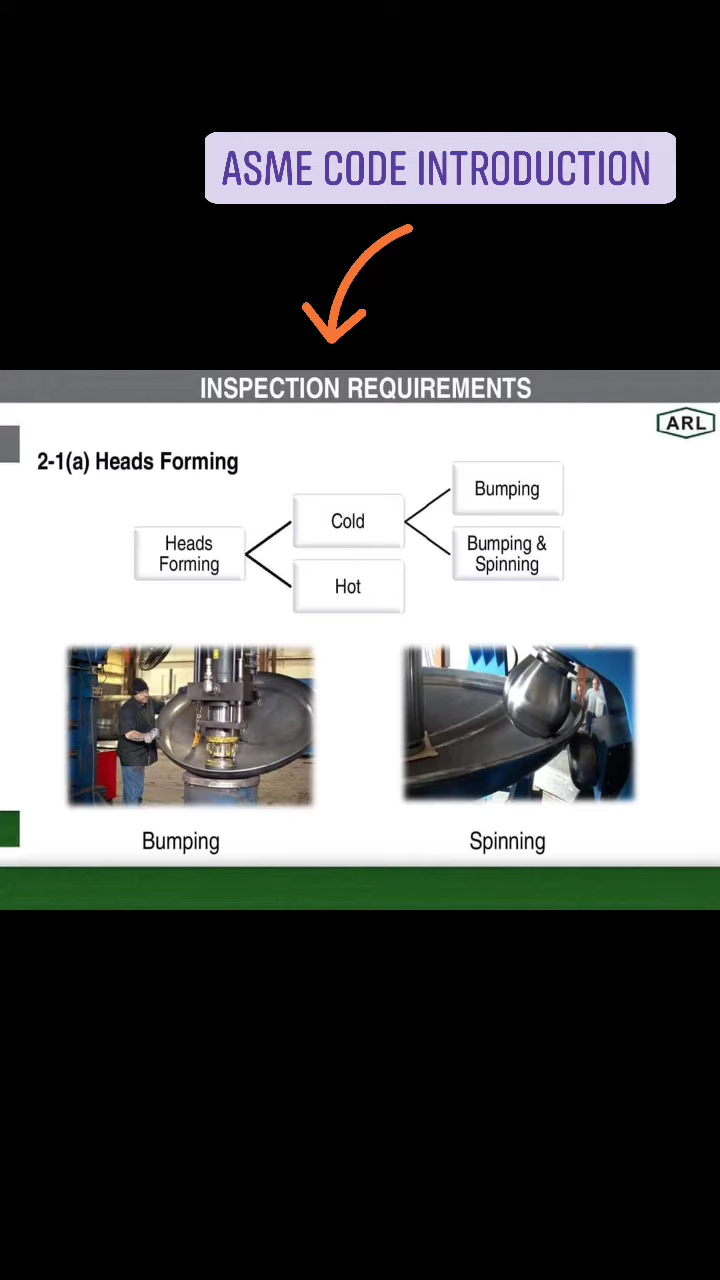 ASME CODE INTRODUCTION
INSPECTION REQUIREMENTS
ARL
2-1(a) Heads Forming
Heads
Forming
Cold
Hot
Bumping
Bumping &
Spinning
Bumping
Spinning